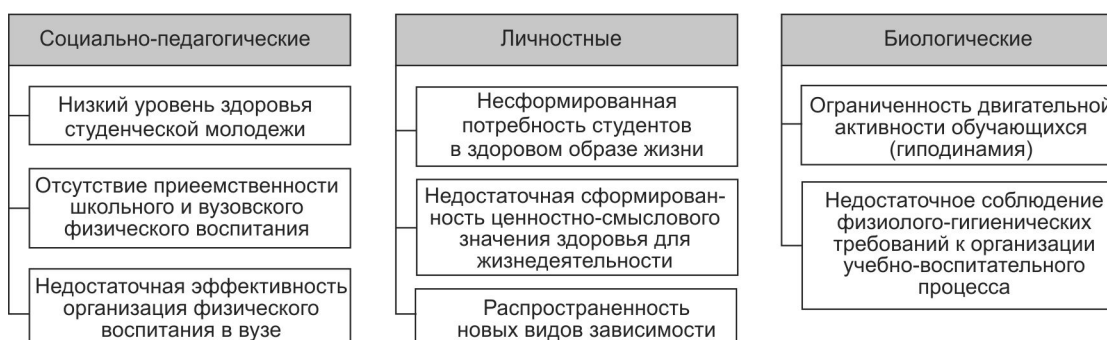 Социально-педагогические
Низкий уровень здоровья
студенческой молодежи
Отсутствие приеемственности
школьного и вузовского
физического воспитания
Недостаточная эффективность
организация физического
воспитания в вузе
Личностные
Несформированная
потребность студентов
в здоровом образе жизни
Недостаточная сформирован-
ность ценностно-смыслового
значения здоровья для
жизнедеятельности
Распространенность
новых видов зависимости
Биологические
Ограниченность двигательной
активности обучающихся
(гиподинамия)
Недостаточное соблюдение
физиолого-гигиенических
требований к организации
учебно-воспитательного
процесса